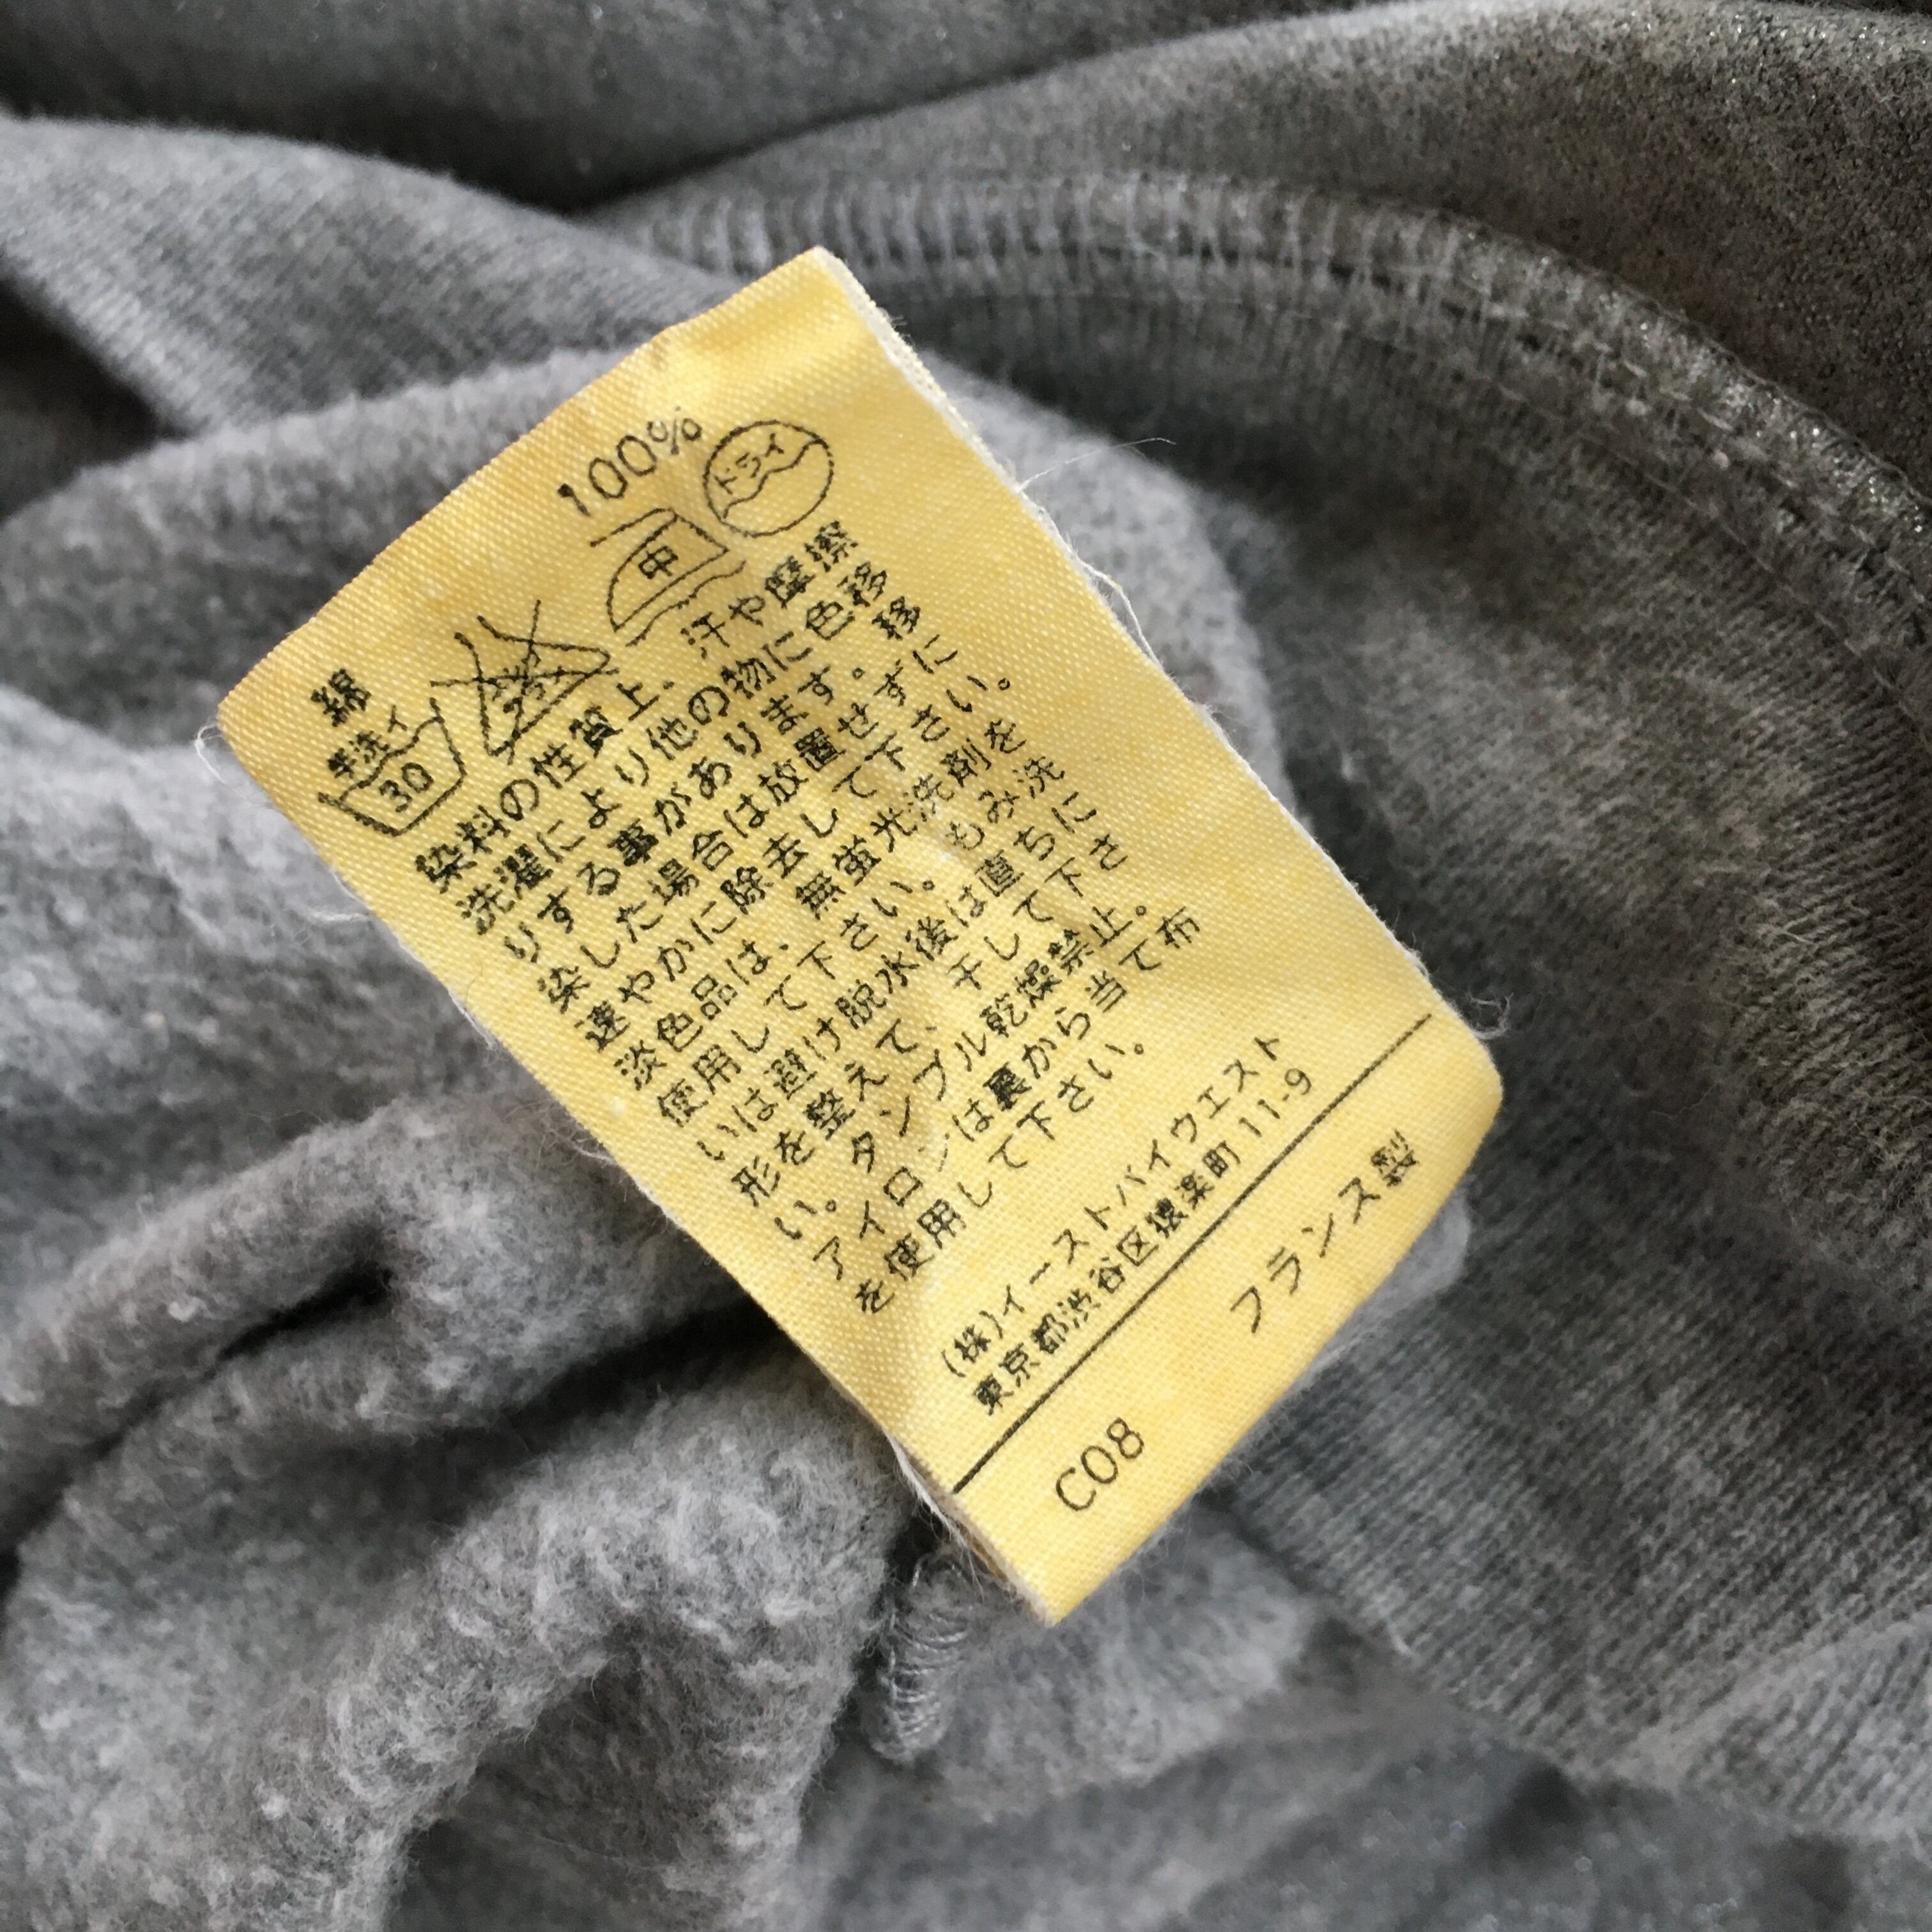 綿 100%
手洗イ 30 中 ドライ
染料の性質上、汗や摩擦
洗濯により他の物に色移
りする事があります。移
染した場合は放置せずに
速やかに除去して下さい。
淡色品は、無蛍光洗剤を
使用して下さい。もみ洗
いは避け脱水後は直ちに
形を整えて、干して下さ
い。タンブル乾燥禁止。
アイロンは裏から当て布
を使用して下さい。
(株)イーストバイウエスト
東京都渋谷区猿楽町11-9
C08 フランス製